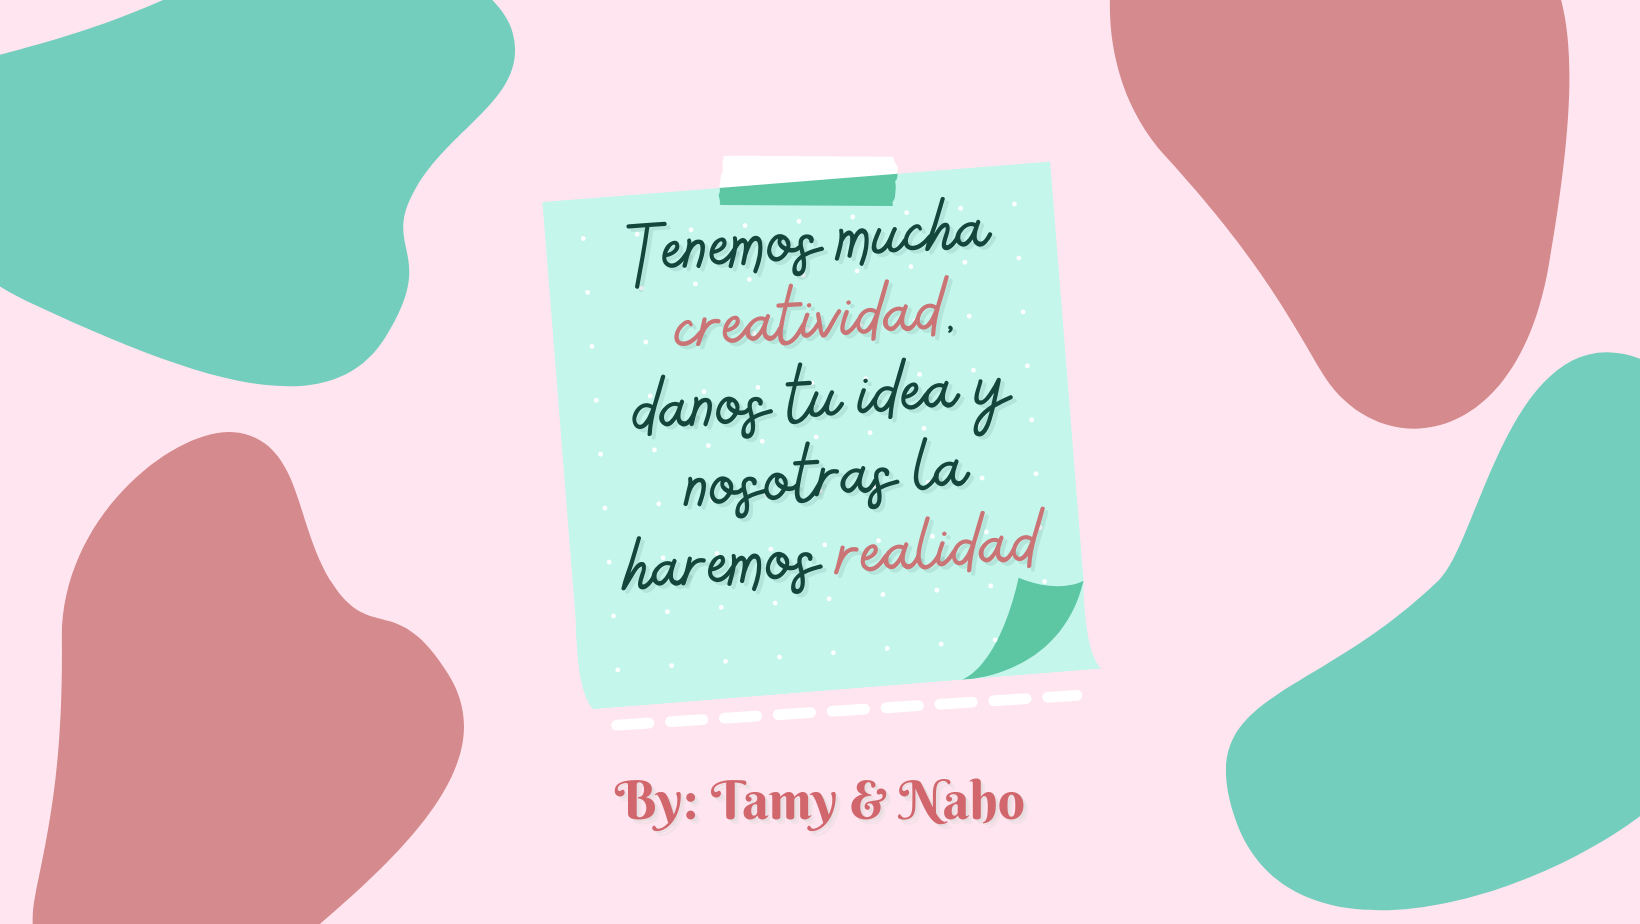 Tenemos mucha
creatividad,
danos tu idea y
nosotras la
haremos realidad
By: Tamy & Naho